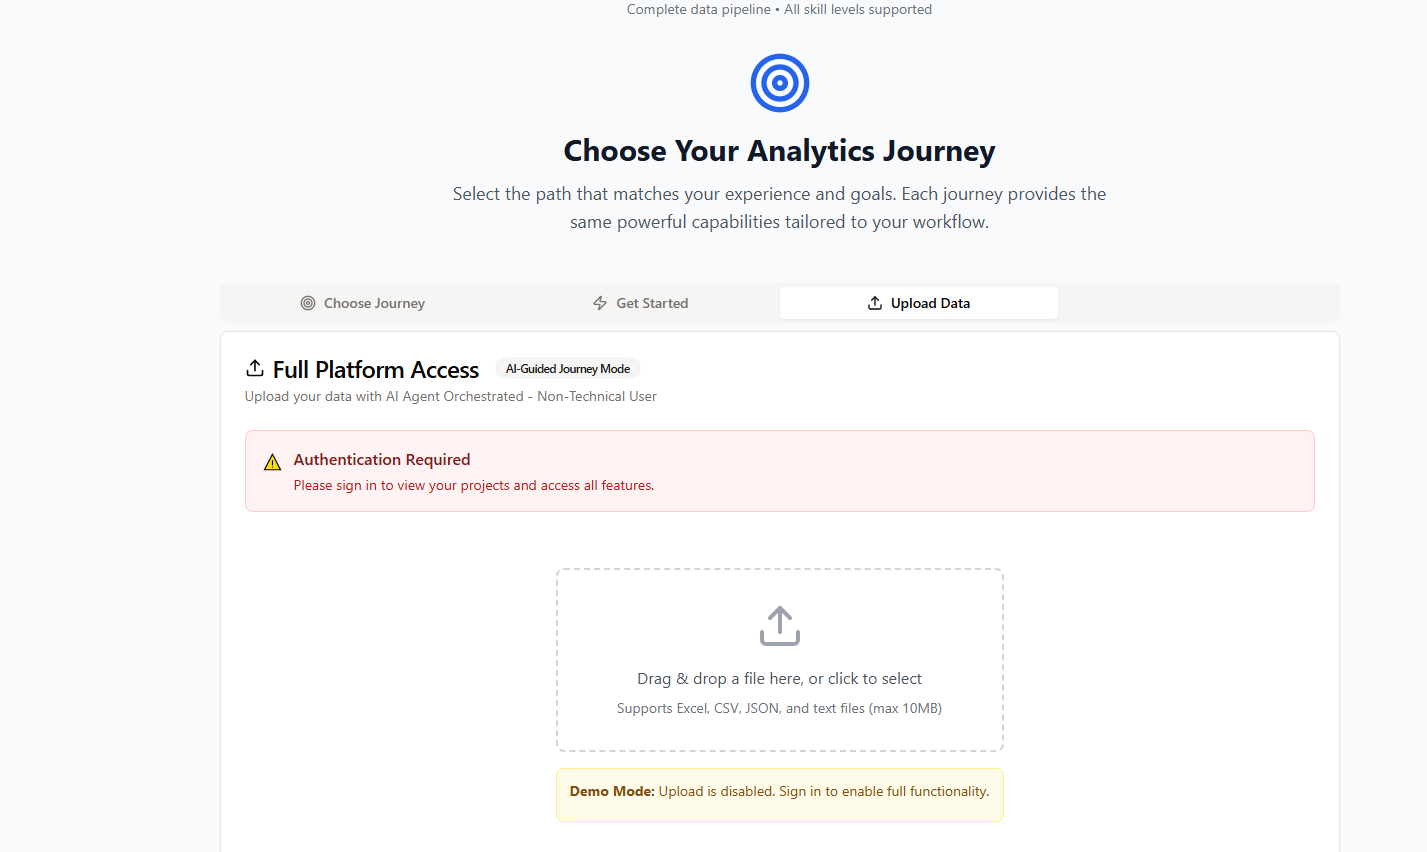 Complete data pipeline • All skill levels supported
Choose Your Analytics Journey
Select the path that matches your experience and goals. Each journey provides the
same powerful capabilities tailored to your workflow.
Choose Journey
Get Started
Upload Data
Full Platform Access
AI-Guided Journey Mode
Upload your data with AI Agent Orchestrated - Non-Technical User
Authentication Required
Please sign in to view your projects and access all features.
Drag & drop a file here, or click to select
Supports Excel, CSV, JSON, and text files (max 10MB)
Demo Mode: Upload is disabled. Sign in to enable full functionality.